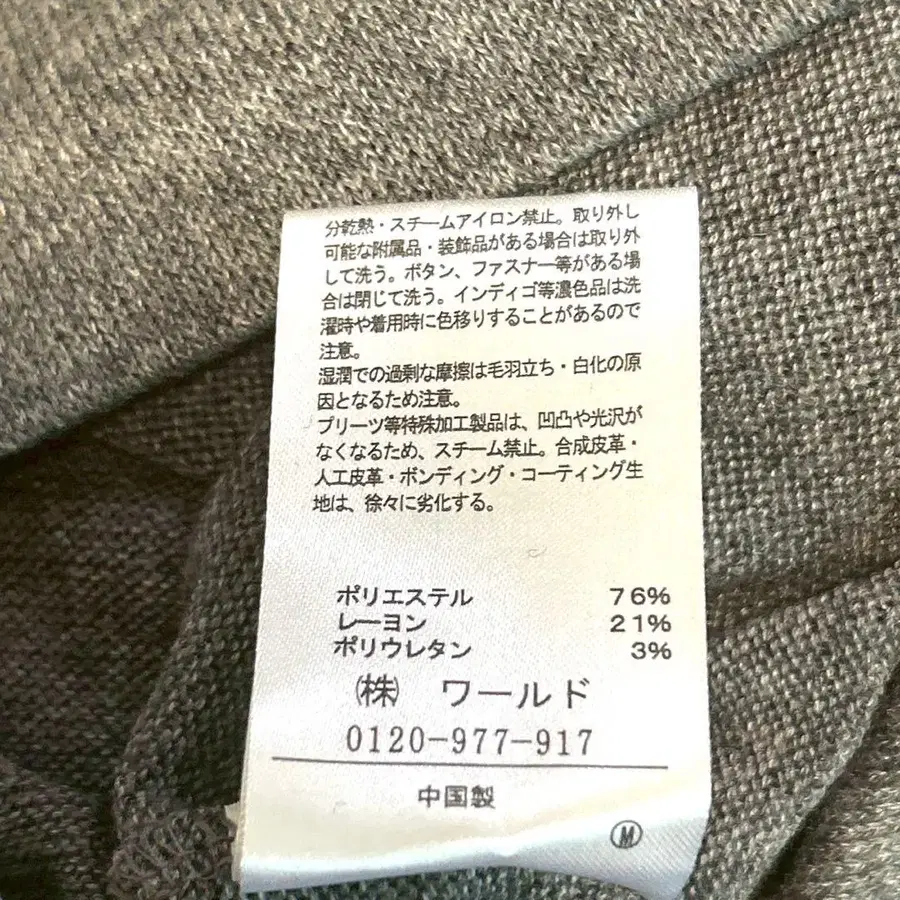 分乾熱・スチームアイロン禁止。取り外し
可能な附属品・装飾品がある場合は取り外
して洗う。ボタン、ファスナー等がある場
合は閉じて洗う。インディゴ等濃色品は洗
濯時や着用時に色移りすることがあるので
注意。
湿潤での過剰な摩擦は毛羽立ち・白化の原
因となるため注意。
プリーツ等特殊加工製品は、凹凸や光沢が
なくなるため、スチーム禁止。合成皮革・
人工皮革・ボンディング・コーティング生
地は、徐々に劣化する。
ポリエステル 76%
レーヨン 21%
ポリウレタン 3%
㈱ ワールド
0120-977-917
中国製
Ⓜ